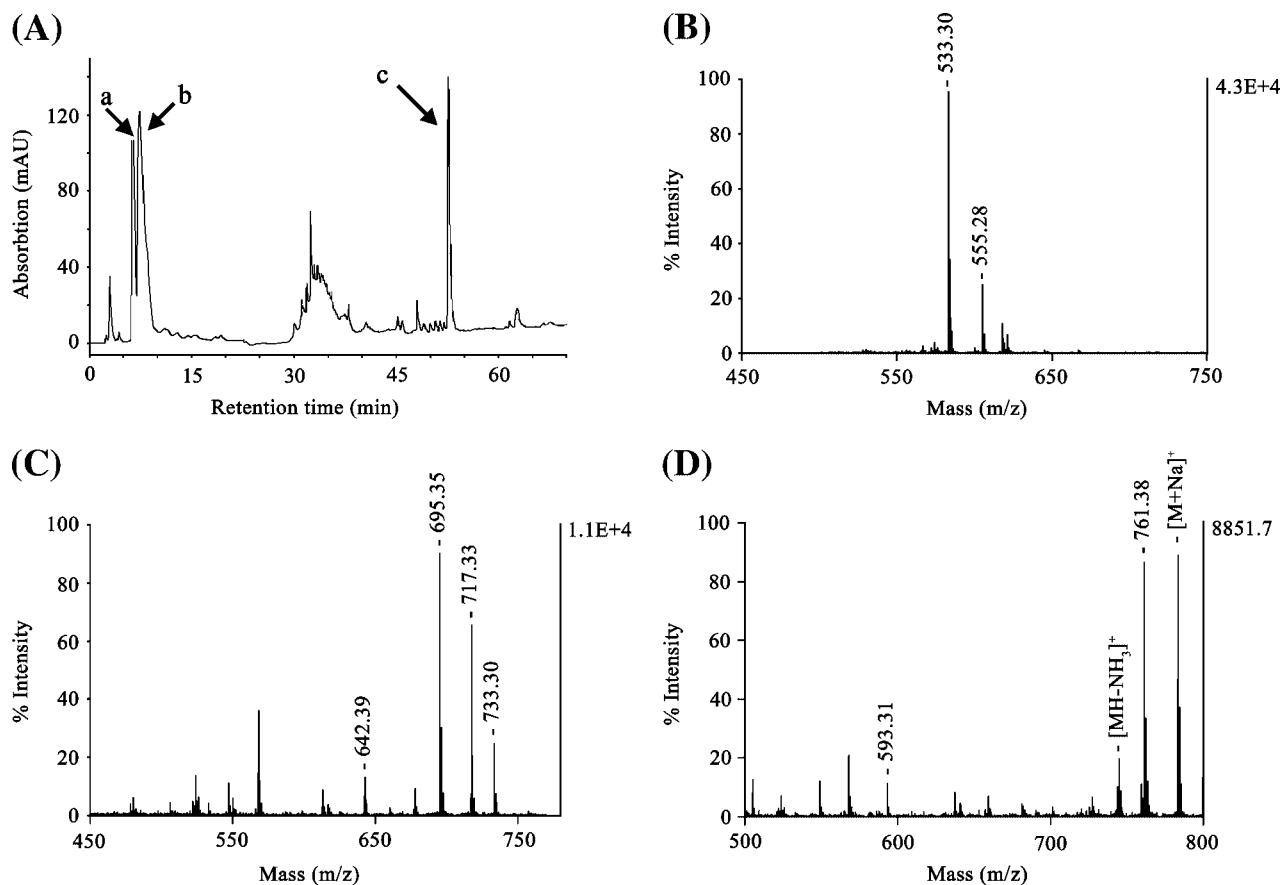 (A)
a
b
c
120
80
40
0
Absorbtion (mAU)
0 15 30 45 60
Retention time (min)
(B)
533.30
555.28
4.3E+4
100
80
60
40
20
0
% Intensity
450 550 650 750
Mass (m/z)
(C)
695.35
717.33
733.30
642.39
1.1E+4
100
80
60
40
20
0
% Intensity
450 550 650 750
Mass (m/z)
(D)
[M+Na]+
761.38
[MH-NH3]+
593.31
8851.7
100
80
60
40
20
0
% Intensity
500 600 700 800
Mass (m/z)